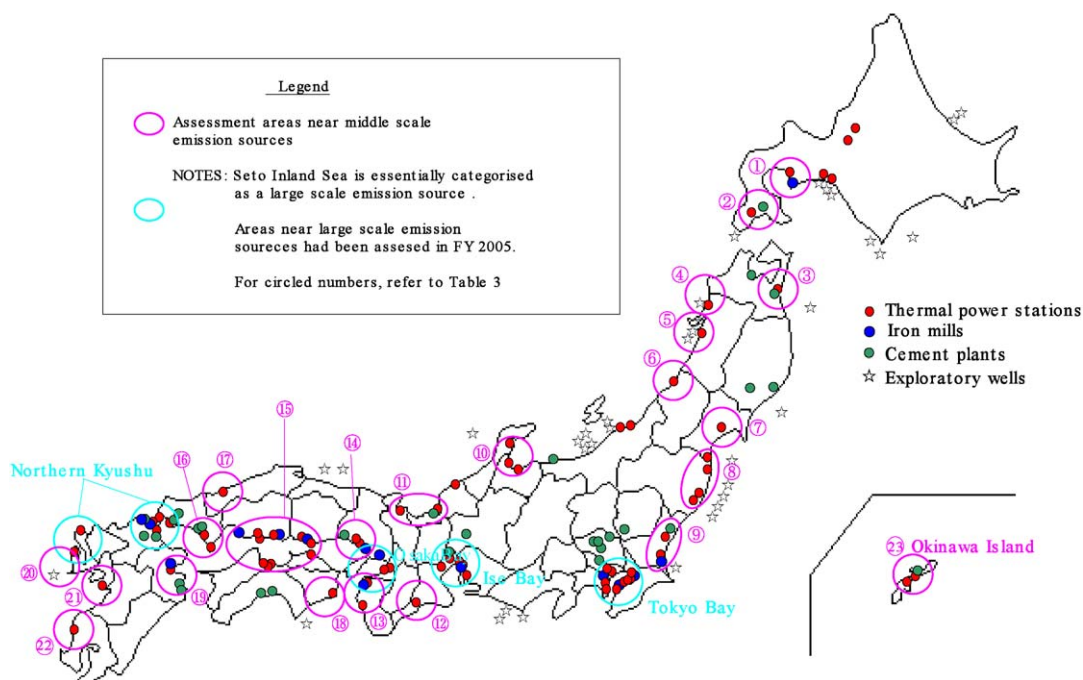 Legend
Assessment areas near middle scale
emission sources
NOTES: Seto Inland Sea is essentially categorised
as a large scale emission source .
Areas near large scale emission
soureces had been assesed in FY 2005.
For circled numbers, refer to Table 3
①
②
③
④
⑤
⑥
Thermal power stations
Iron mills
Cement plants
Exploratory wells
⑦
⑧
⑨
⑩
⑪
⑭
⑮
⑯
⑰
Northern Kyushu
Osaka Bay
Ise Bay
Tokyo Bay
㉓ Okinawa Island
⑳
㉑
⑲
⑱
⑬
⑫
㉒